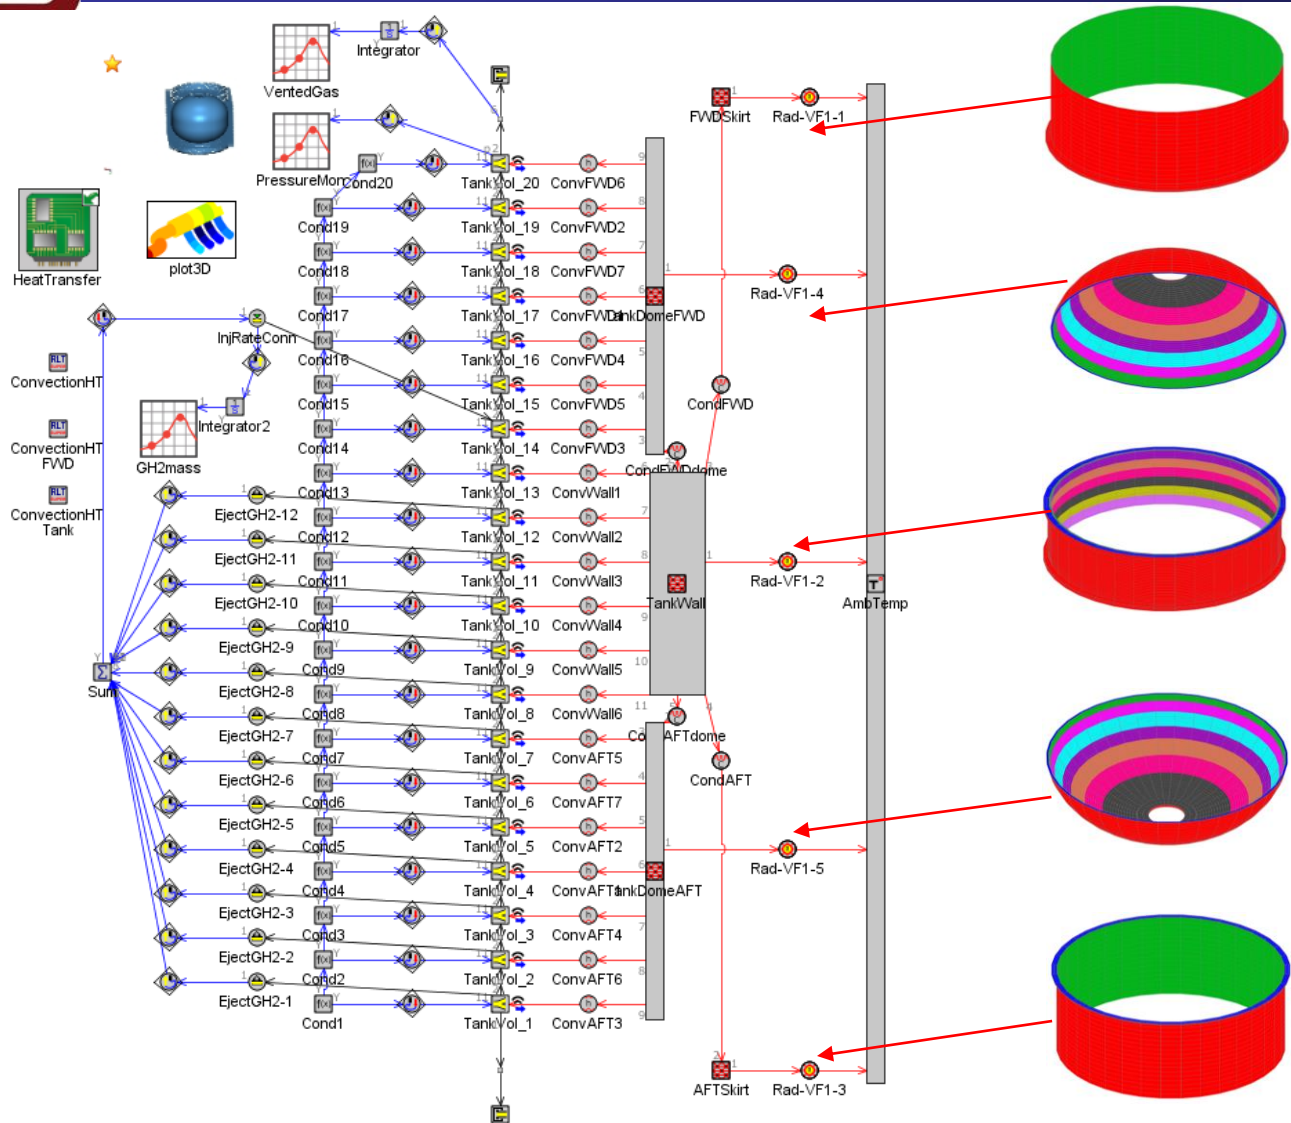 Integrator
VentedGas
FWDSkirt
Rad-VF1-1
PressureMon
Cond20
TankVol_20
ConvFWD6
Cond19
TankVol_19
ConvFWD2
plot3D
HeatTransfer
Cond18
TankVol_18
ConvFWD7
Rad-VF1-4
Cond17
TankVol_17
TankDomeFWD
InjRateConn
Cond16
TankVol_16
ConvFWD4
ConvectionHT
Cond15
TankVol_15
ConvFWD5
CondFWD
Integrator2
ConvectionHT
FWD
Cond14
TankVol_14
ConvFWD3
GH2mass
CondFWDdome
ConvectionHT
Tank
Cond13
TankVol_13
ConvWall1
EjectGH2-12
Cond12
TankVol_12
ConvWall2
EjectGH2-11
Cond11
TankVol_11
ConvWall3
Rad-VF1-2
EjectGH2-10
TankWall
AmbTemp
Cond10
TankVol_10
ConvWall4
EjectGH2-9
Cond9
TankVol_9
ConvWall5
Sum
EjectGH2-8
Cond8
TankVol_8
ConvWall6
EjectGH2-7
Cond7
TankVol_7
ConvAFT5
CondAFT
EjectGH2-6
Cond6
TankVol_6
ConvAFT7
EjectGH2-5
Cond5
TankVol_5
ConvAFT2
Rad-VF1-5
EjectGH2-4
Cond4
TankVol_4
TankDomeAFT
EjectGH2-3
Cond3
TankVol_3
ConvAFT4
EjectGH2-2
Cond2
TankVol_2
ConvAFT6
EjectGH2-1
Cond1
TankVol_1
ConvAFT3
AFTSkirt
Rad-VF1-3